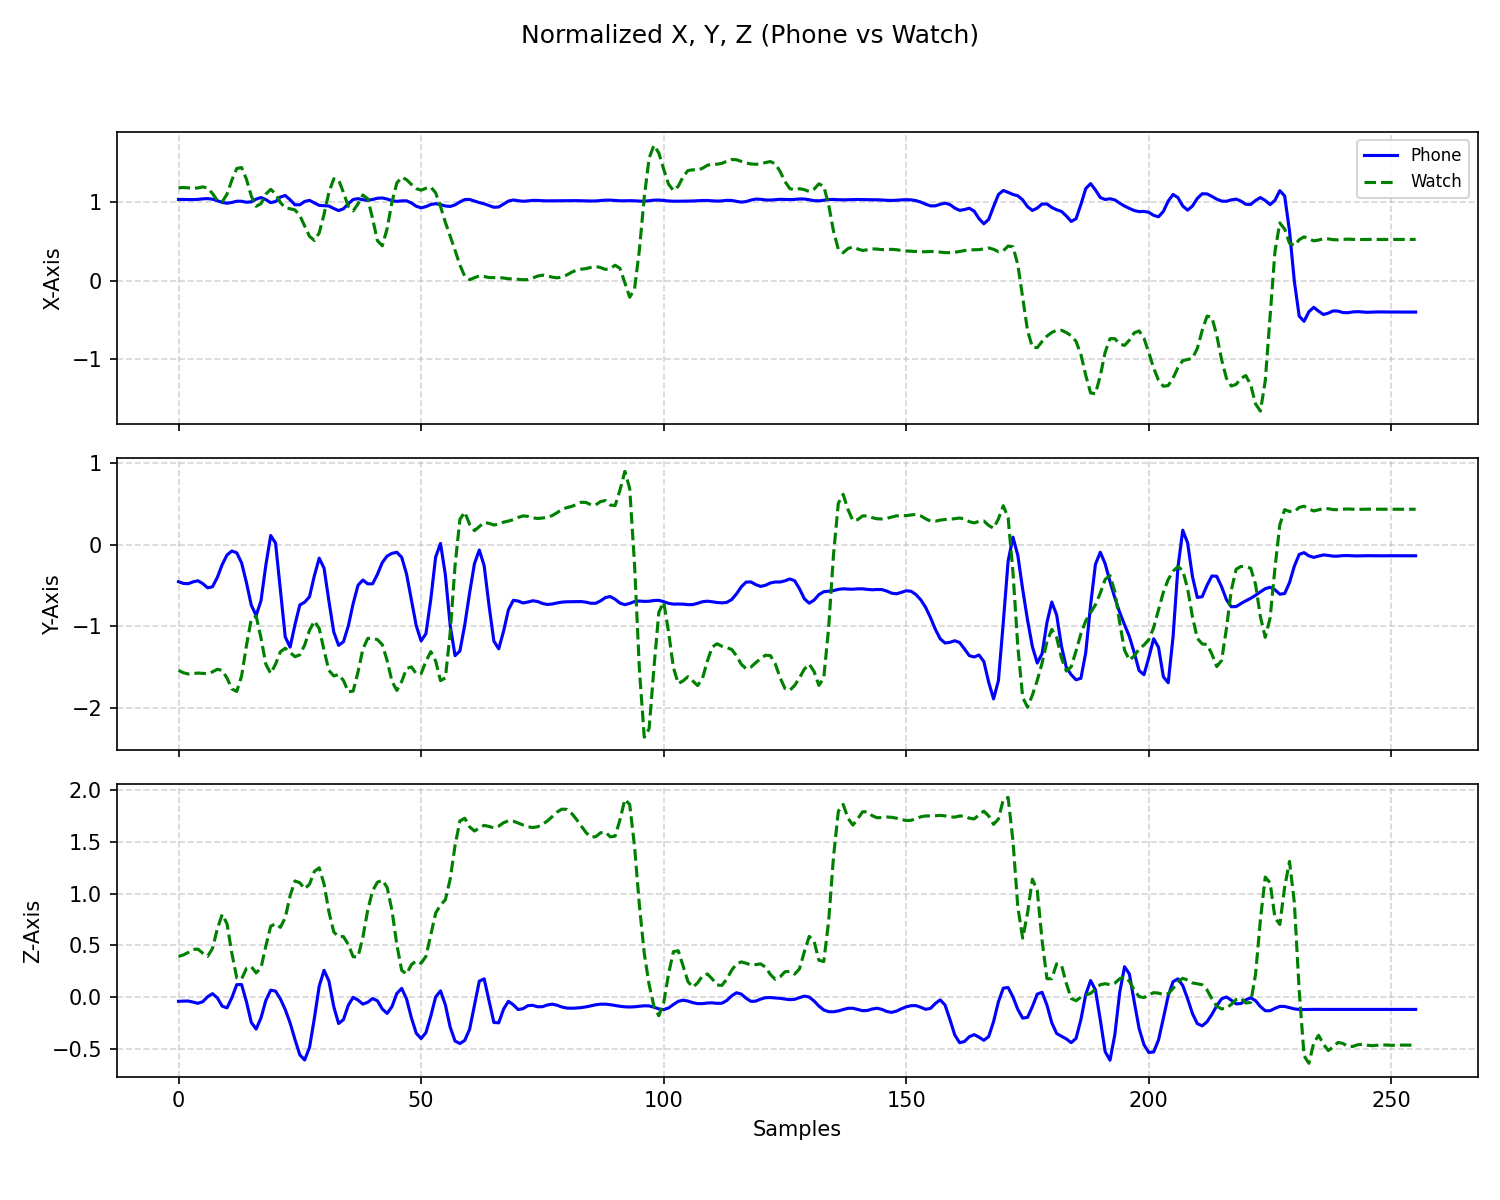 Normalized X, Y, Z (Phone vs Watch)
Phone
Watch
1
0
−1
X-Axis
1
0
−1
−2
Y-Axis
2.0
1.5
1.0
0.5
0.0
−0.5
Z-Axis
0 50 100 150 200 250
Samples